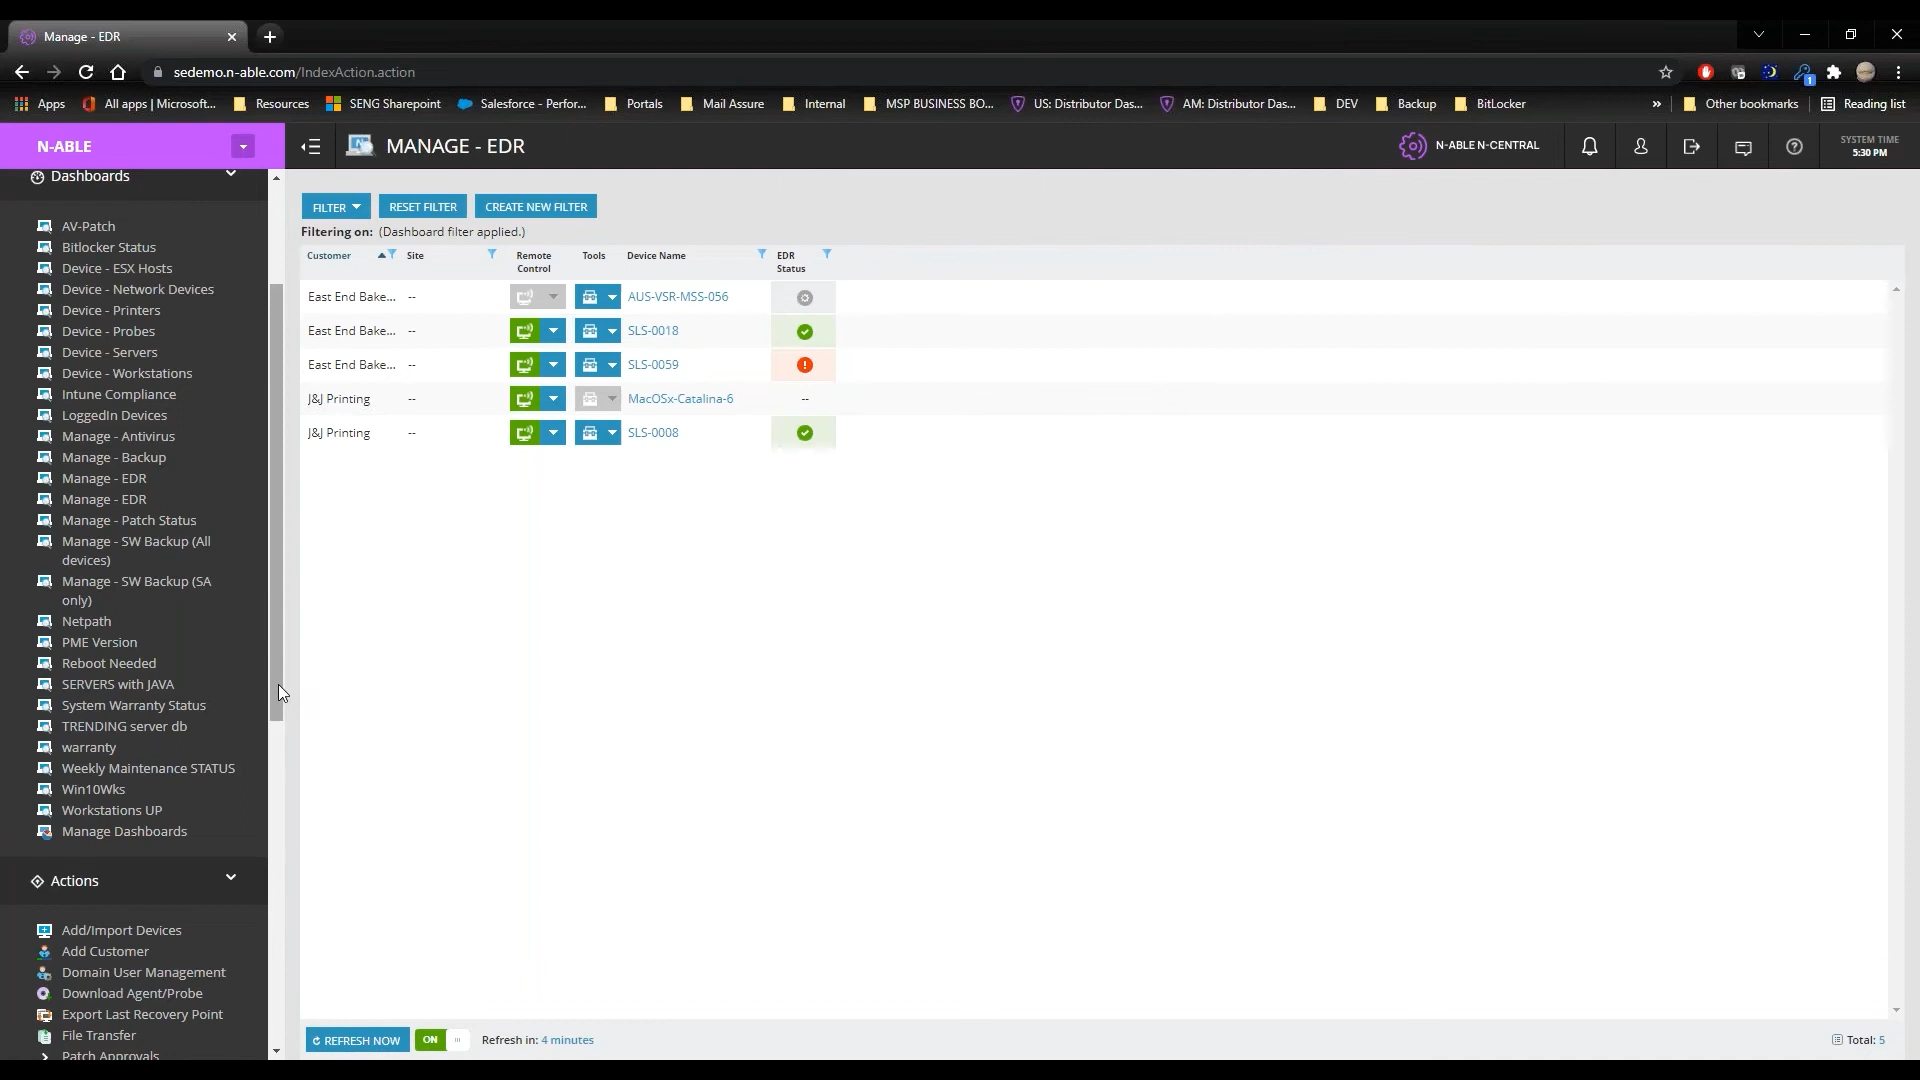 Manage - EDR
sedemo.n-able.com/IndexAction.action
1
Apps
All apps | Microsoft...
Resources
SENG Sharepoint
Salesforce - Perfor...
Portals
Mail Assure
Internal
MSP BUSINESS BO...
US: Distributor Das...
AM: Distributor Das...
DEV
Backup
BitLocker
»
Other bookmarks
Reading list
N-ABLE
MANAGE - EDR
N-ABLE N-CENTRAL
SYSTEM TIME
5:30 PM
Dashboards
AV-Patch
Bitlocker Status
Device - ESX Hosts
Device - Network Devices
Device - Printers
Device - Probes
Device - Servers
Device - Workstations
Intune Compliance
LoggedIn Devices
Manage - Antivirus
Manage - Backup
Manage - EDR
Manage - EDR
Manage - Patch Status
Manage - SW Backup (All
devices)
Manage - SW Backup (SA
only)
Netpath
PME Version
Reboot Needed
SERVERS with JAVA
System Warranty Status
TRENDING server db
warranty
Weekly Maintenance STATUS
Win10Wks
Workstations UP
Manage Dashboards
Actions
Add/Import Devices
Add Customer
Domain User Management
Download Agent/Probe
Export Last Recovery Point
File Transfer
Patch Approvals
FILTER
RESET FILTER
CREATE NEW FILTER
Filtering on: (Dashboard filter applied.)
Customer Site Remote Control Tools Device Name EDR Status
East End Bake... -- AUS-VSR-MSS-056
East End Bake... -- SLS-0018
East End Bake... -- SLS-0059
J&J Printing -- MacOSx-Catalina-6 --
J&J Printing -- SLS-0008
REFRESH NOW
ON
Refresh in: 4 minutes
Total: 5